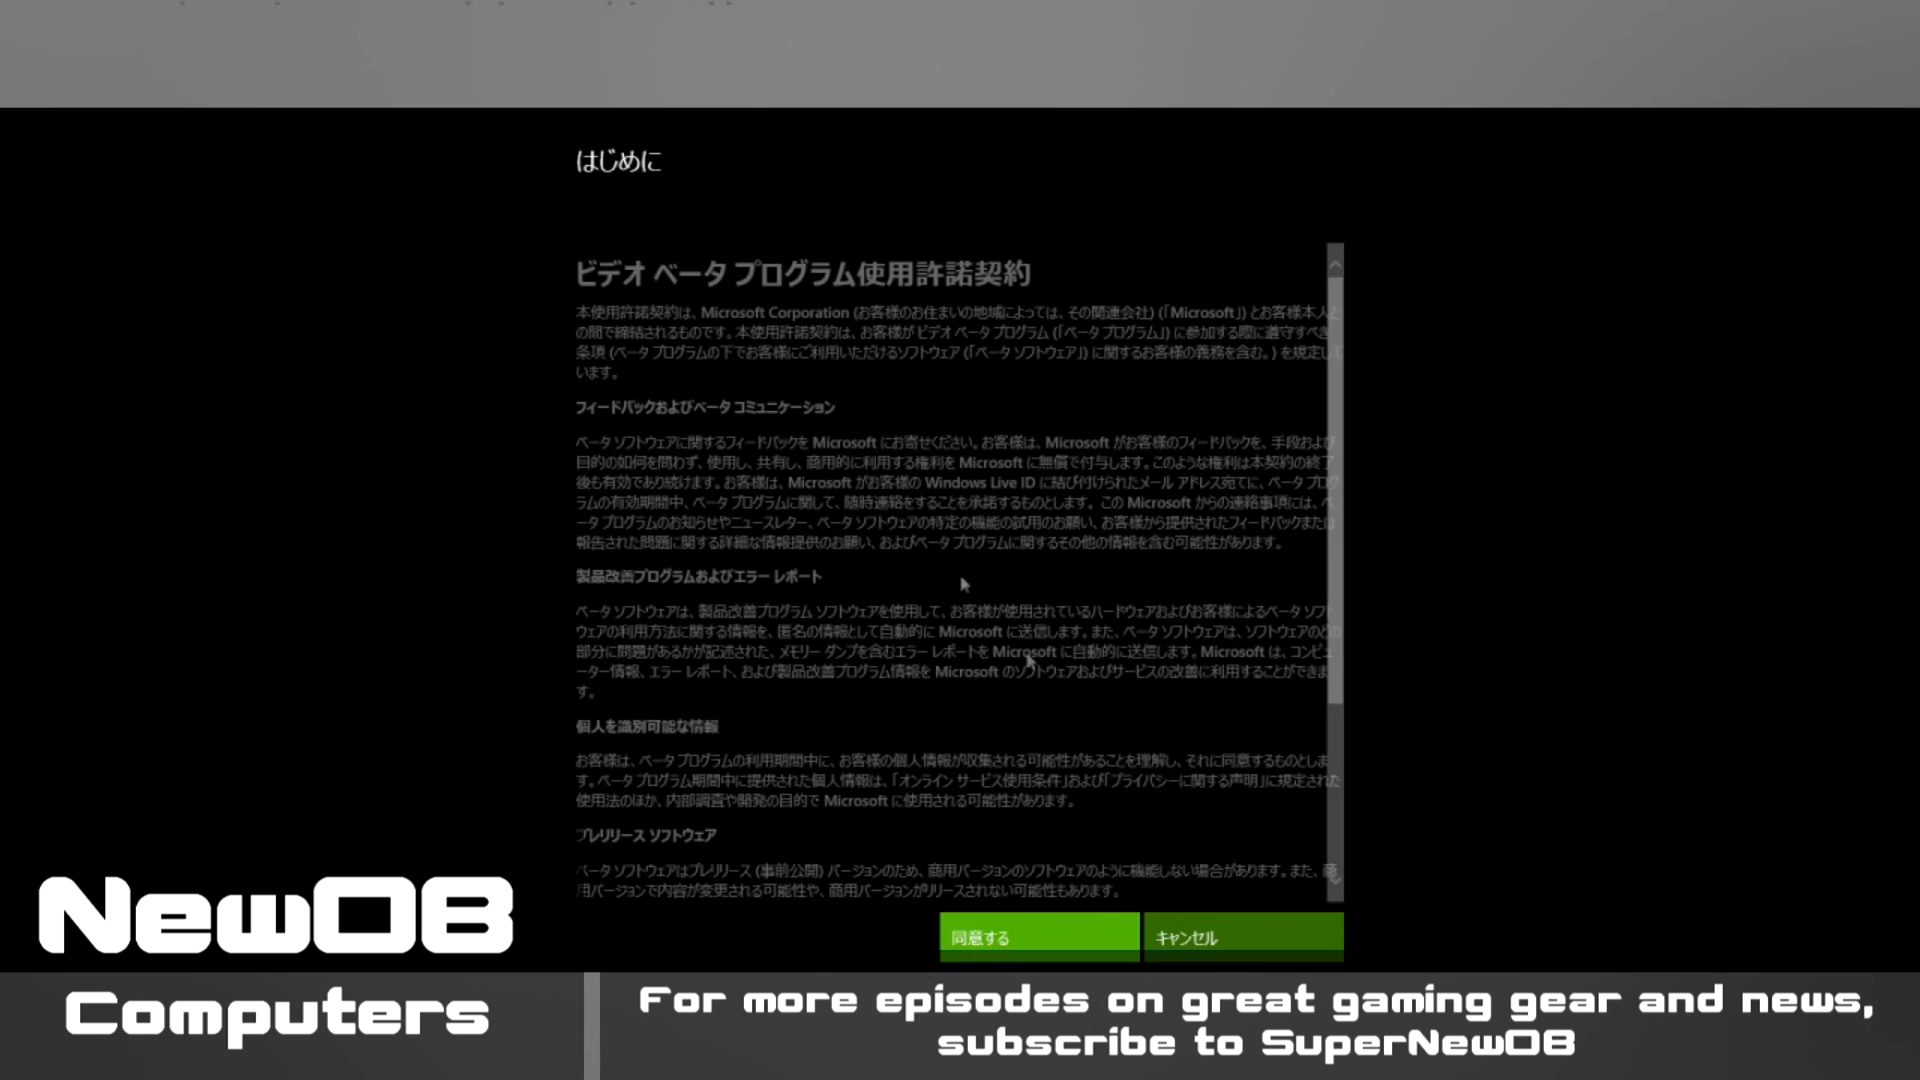 はじめに
ビデオ ベータ プログラム使用許諾契約
本使用許諾契約は、Microsoft Corporation (お客様のお住まいの地域によっては、その関連会社) (「Microsoft」) とお客様本人と
の間で締結されるものです。本使用許諾契約は、お客様が ビデオ ベータ プログラム (「ベータ プログラム」) に参加する際に遵守すべき
条項 (ベータ プログラムの下でお客様にご利用いただけるソフトウェア (「ベータ ソフトウェア」) に関するお客様の義務を含む。) を規定して
います。
フィードバックおよびベータ コミュニケーション
ベータ ソフトウェアに関するフィードバックを Microsoft にお寄せください。お客様は、Microsoft がお客様のフィードバックを、手段および
目的の如何を問わず、使用し、共有し、商用的に利用する権利を Microsoft に無償で付与します。このような権利は本契約の終了
後も有効であり続けます。お客様は、Microsoft がお客様の Windows Live ID に結び付けられたメール アドレス宛てに、ベータ プログ
ラムの有効期間中、ベータ プログラムに関して、随時連絡をすることを承諾するものとします。この Microsoft からの連絡事項には、ベ
ータ プログラムのお知らせやニュースレター、ベータ ソフトウェアの特定の機能の試用のお願い、お客様から提供されたフィードバックまたは
報告された問題に関する詳細な情報提供のお願い、およびベータ プログラムに関するその他の情報を含む可能性があります。
製品改善プログラムおよびエラー レポート
ベータ ソフトウェアは、製品改善プログラム ソフトウェアを使用して、お客様が使用されているハードウェアおよびお客様によるベータ ソフト
ウェアの利用方法に関する情報を、匿名の情報として自動的に Microsoft に送信します。また、ベータ ソフトウェアは、ソフトウェアのどの
部分に問題があるかが記述された、メモリー ダンプを含むエラー レポートを Microsoft に自動的に送信します。Microsoft は、コンピュ
ーター情報、エラー レポート、および製品改善プログラム情報を Microsoft のソフトウェアおよびサービスの改善に利用することができま
す。
個人を識別可能な情報
お客様は、ベータ プログラムの利用期間中に、お客様の個人情報が収集される可能性があることを理解し、それに同意するものとしま
す。ベータ プログラム期間中に提供された個人情報は、「オンライン サービス使用条件」および「プライバシーに関する声明」に規定された
使用法のほか、内部調査や開発の目的で Microsoft に使用される可能性があります。
プレリリース ソフトウェア
ベータ ソフトウェアはプレリリース (事前公開) バージョンのため、商用バージョンのソフトウェアのように機能しない場合があります。また、商
用バージョンで内容が変更される可能性や、商用バージョンがリリースされない可能性もあります。
同意する
キャンセル
NewOB
Computers
For more episodes on great gaming gear and news,
subscribe to SuperNewOB